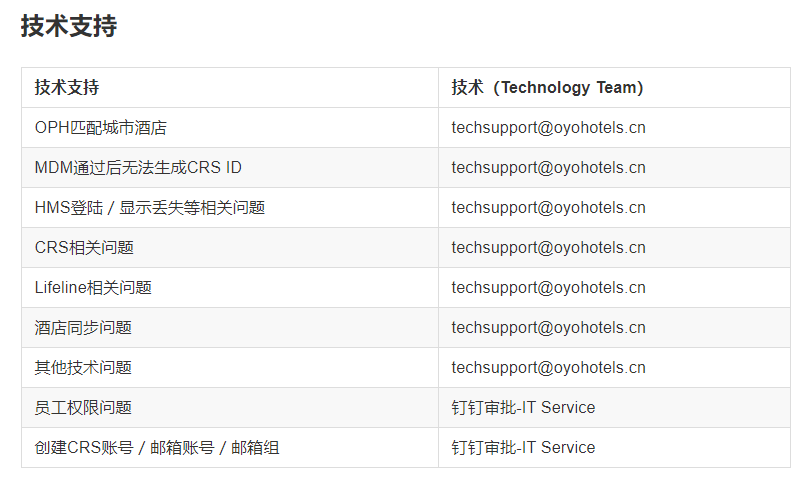 技术支持
技术支持 技术（Technology Team）
OPH匹配城市酒店 techsupport@oyohotels.cn
MDM通过后无法生成CRS ID techsupport@oyohotels.cn
HMS登陆 / 显示丢失等相关问题 techsupport@oyohotels.cn
CRS相关问题 techsupport@oyohotels.cn
Lifeline相关问题 techsupport@oyohotels.cn
酒店同步问题 techsupport@oyohotels.cn
其他技术问题 techsupport@oyohotels.cn
员工权限问题 钉钉审批-IT Service
创建CRS账号 / 邮箱账号 / 邮箱组 钉钉审批-IT Service